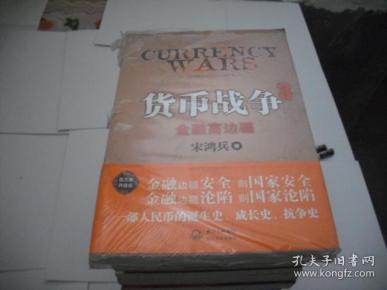 CURRENCY
WARS
货币战争
金融高边疆
宋鸿兵
金融边疆安全 则国家安全
金融边疆沦陷 则国家沦陷
一部人民币的诞生史、成长史、抗争史
孔夫子旧书网